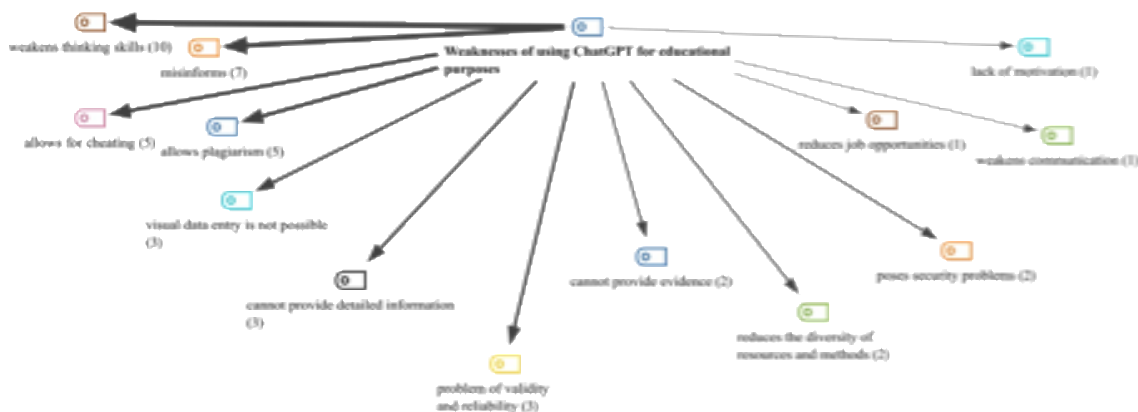 weakens thinking skills (10)
misinforms (7)
Weaknesses of using ChatGPT for educational
purposes
lack of motivation (1)
allows for cheating (5)
allows plagiarism (5)
reduces job opportunities (1)
weakens communication (1)
visual data entry is not possible
(3)
cannot provide detailed information
(3)
cannot provide evidence (2)
poses security problems (2)
reduces the diversity of
resources and methods (2)
problem of validity
and reliability (3)